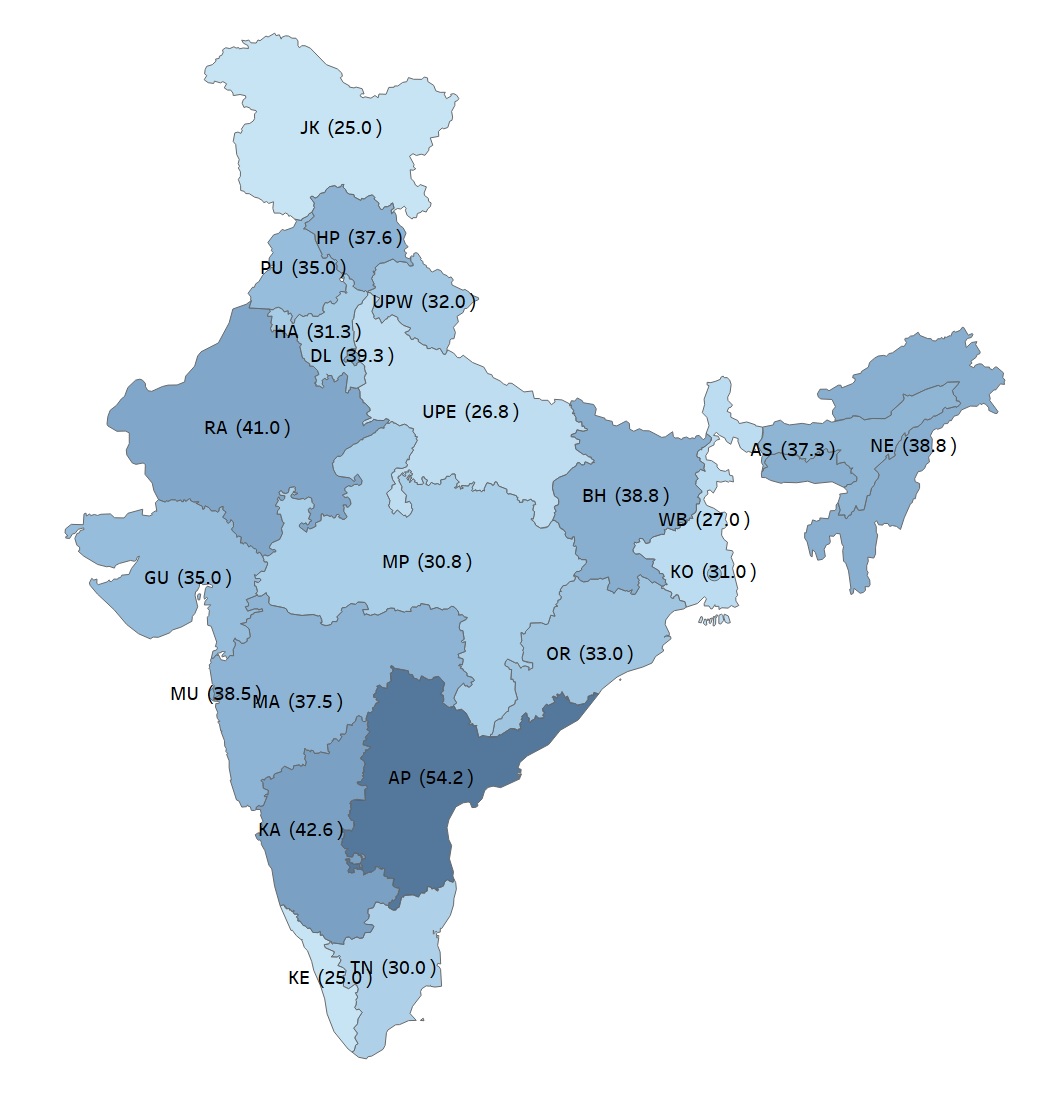 JK (25.0 )
HP (37.6 )
PU (35.0 )
UPW (32.0 )
HA (31.3 )
DL (39.3 )
UPE (26.8 )
RA (41.0 )
AS (37.3 )
NE (38.8 )
BH (38.8 )
WB (27.0 )
MP (30.8 )
KO (31.0 )
GU (35.0 )
OR (33.0 )
MU (38.5 )
MA (37.5 )
AP (54.2 )
KA (42.6 )
TN (30.0 )
KE (25.0 )